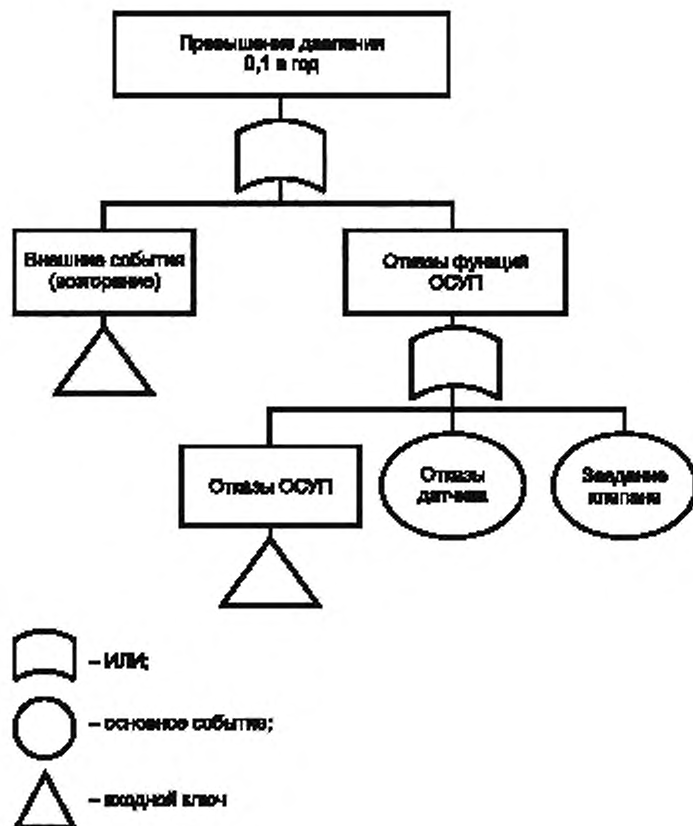 Превышение давления
0,1 в год
Внешние события
(возгорание)
Отказы функций
ОСУП
Отказы ОСУП
Отказы
датчика
Заедание
клапана
– ИЛИ;
– основное событие;
– входной ключ